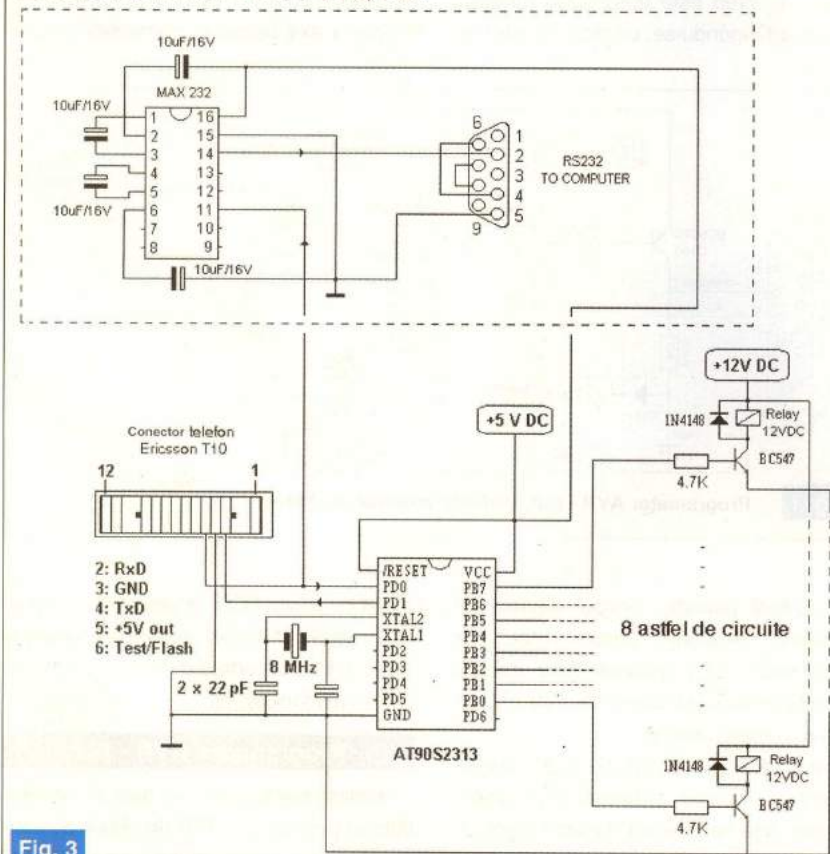 10uF/16V
MAX 232
10uF/16V
1
2
3
4
5
6
7
8
16
15
14
13
12
11
10
9
10uF/16V
10uF/16V
6
9
1
2
3
4
5
RS232
TO COMPUTER
+12V DC
1N4148
Relay
12VDC
BC547
4.7K
+5 V DC
Conector telefon
Ericsson T10
12
1
2: RxD
3: GND
4: TxD
5: +5V out
6: Test/Flash
8 MHz
2 x 22 pF
/RESET
PD0
PD1
XTAL2
XTAL1
PD2
PD3
PD4
PD5
GND
VCC
PB7
PB6
PB5
PB4
PB3
PB2
PB1
PB0
PD6
AT90S2313
8 astfel de circuite
1N4148
Relay
12VDC
BC547
4.7K
Fig. 3